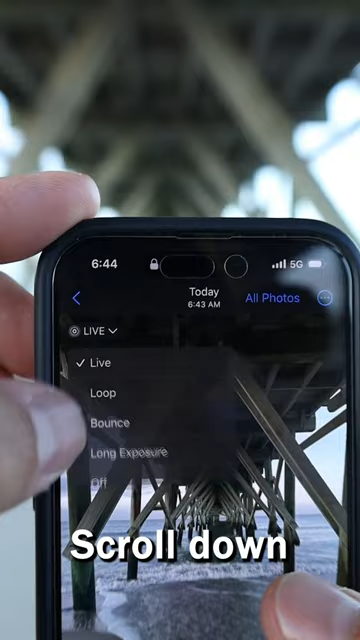 6:44
5G
Today
6:43 AM
All Photos
LIVE
Live
Loop
Bounce
Long Exposure
Off
Scroll down